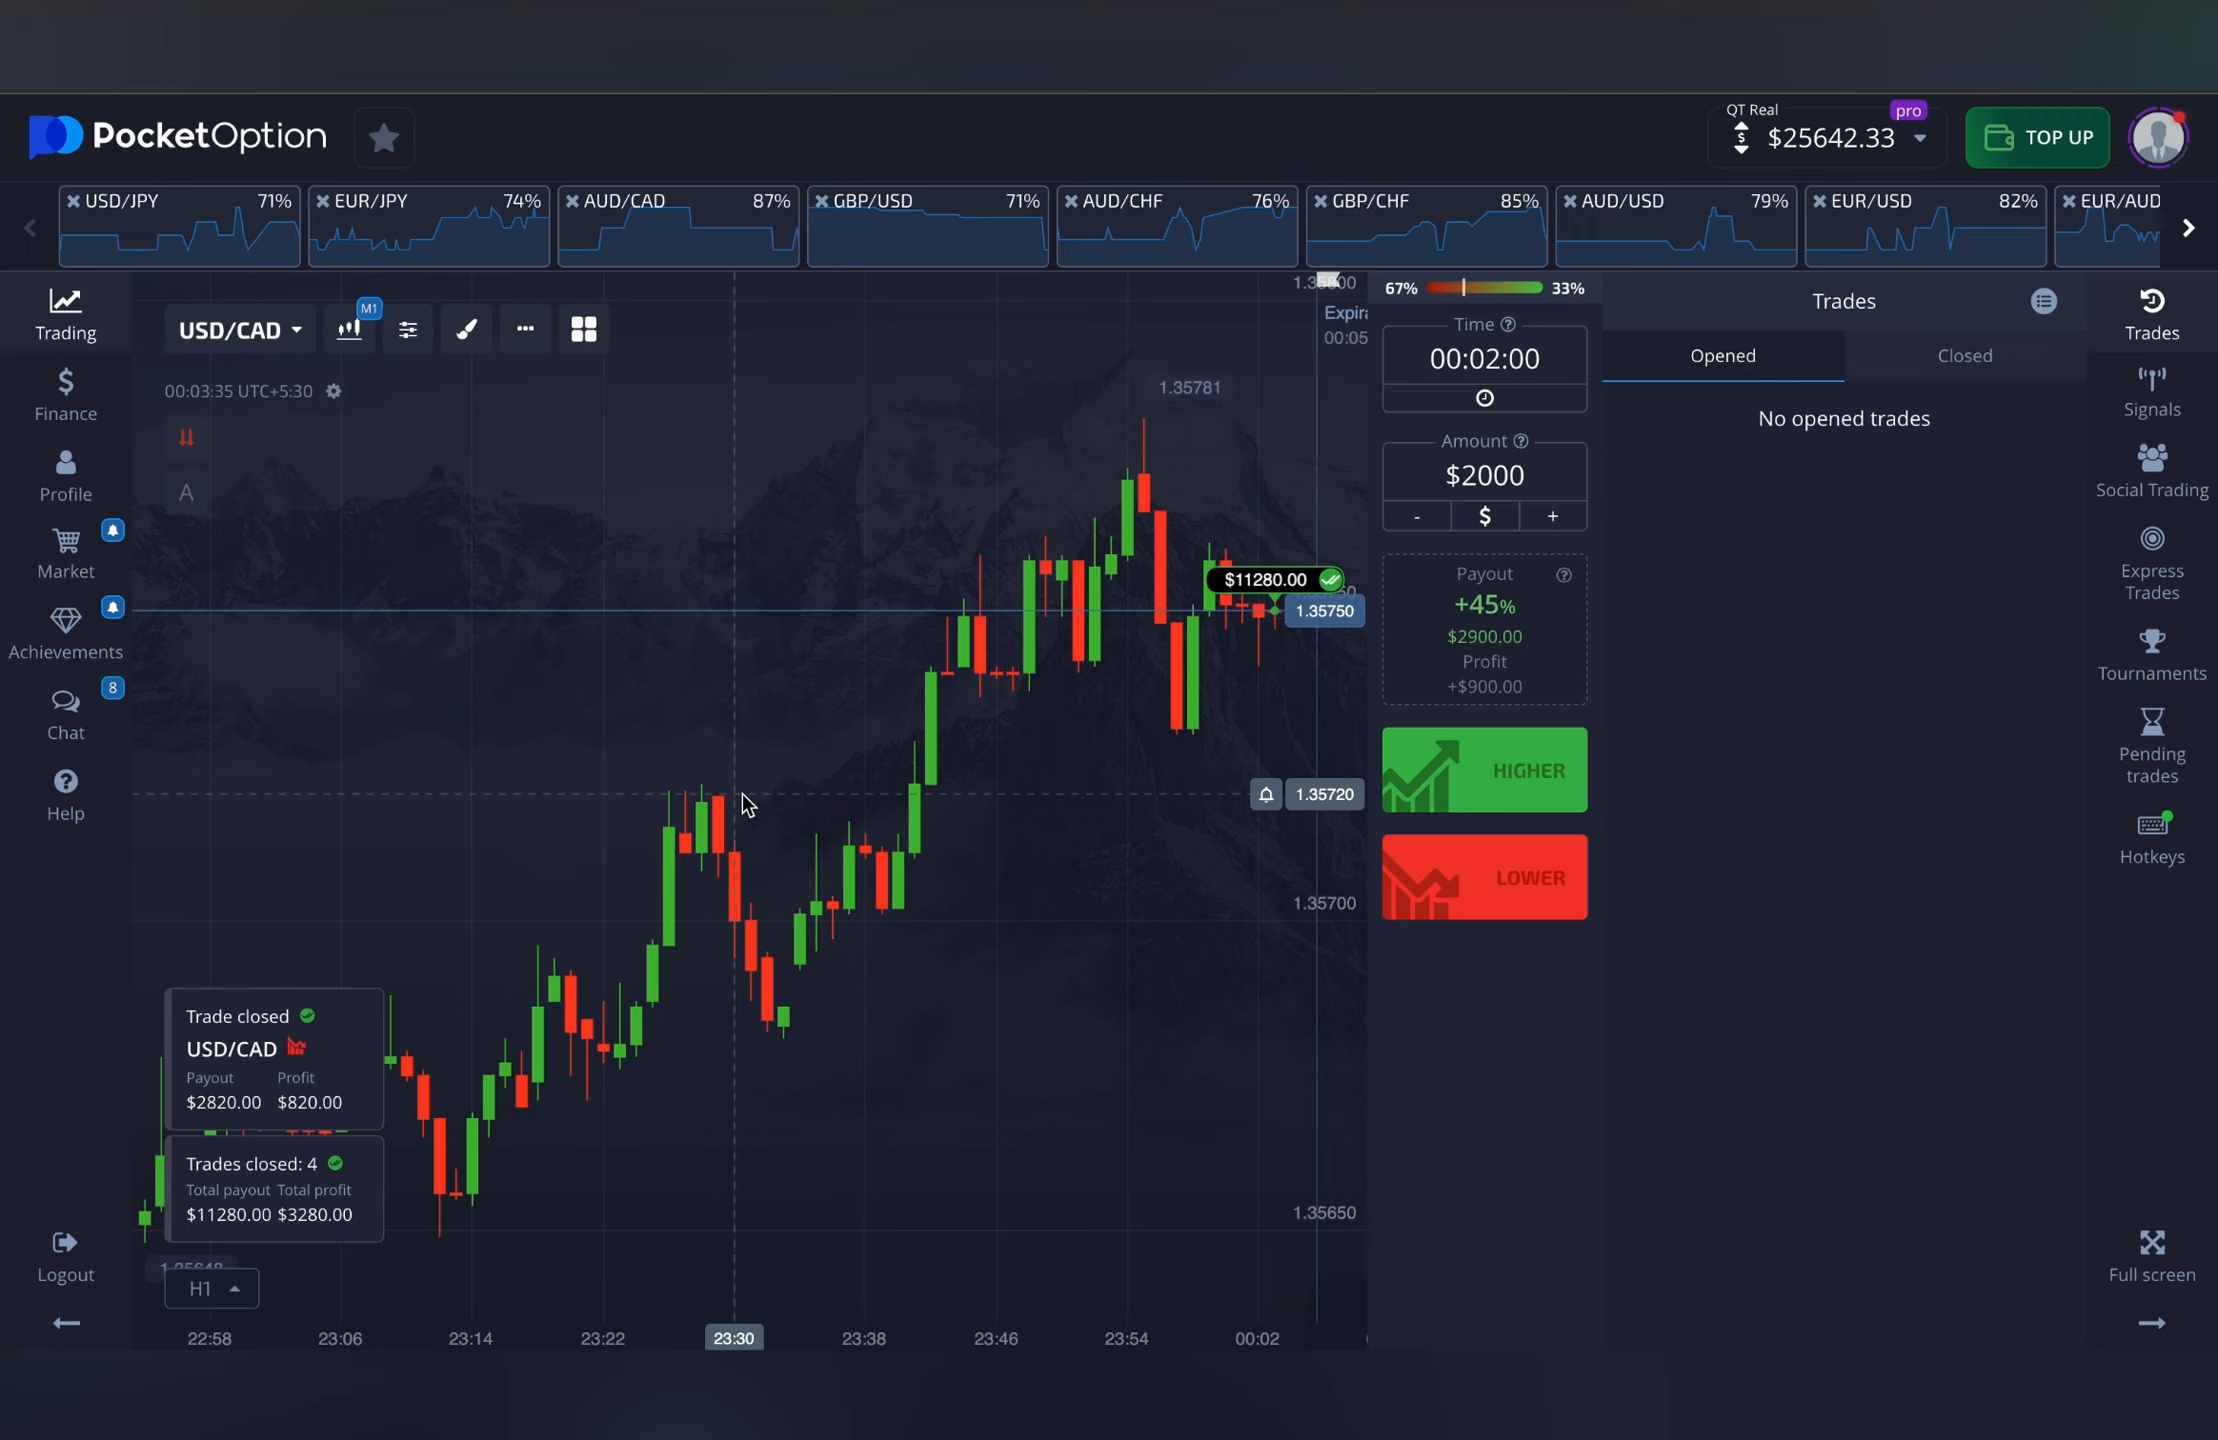 PocketOption
QT Real
pro
$25642.33
TOP UP
USD/JPY 71%
EUR/JPY 74%
AUD/CAD 87%
GBP/USD 71%
AUD/CHF 76%
GBP/CHF 85%
AUD/USD 79%
EUR/USD 82%
EUR/AUD
Trading
Finance
Profile
Market
Achievements
8
Chat
Help
Logout
USD/CAD
M1
00:03:35 UTC+5:30
A
Expira
00:05
1.35781
$11280.00
1.35750
1.35720
1.35700
1.35650
Trade closed
USD/CAD
Payout Profit
$2820.00 $820.00
Trades closed: 4
Total payout Total profit
$11280.00 $3280.00
H1
22:58 23:06 23:14 23:22 23:30 23:38 23:46 23:54 00:02
67% 33%
Time
00:02:00
Amount
$2000
- $ +
Payout
+45%
$2900.00
Profit
+$900.00
HIGHER
LOWER
Trades
Opened Closed
No opened trades
Trades
Signals
Social Trading
Express
Trades
Tournaments
Pending
trades
Hotkeys
Full screen